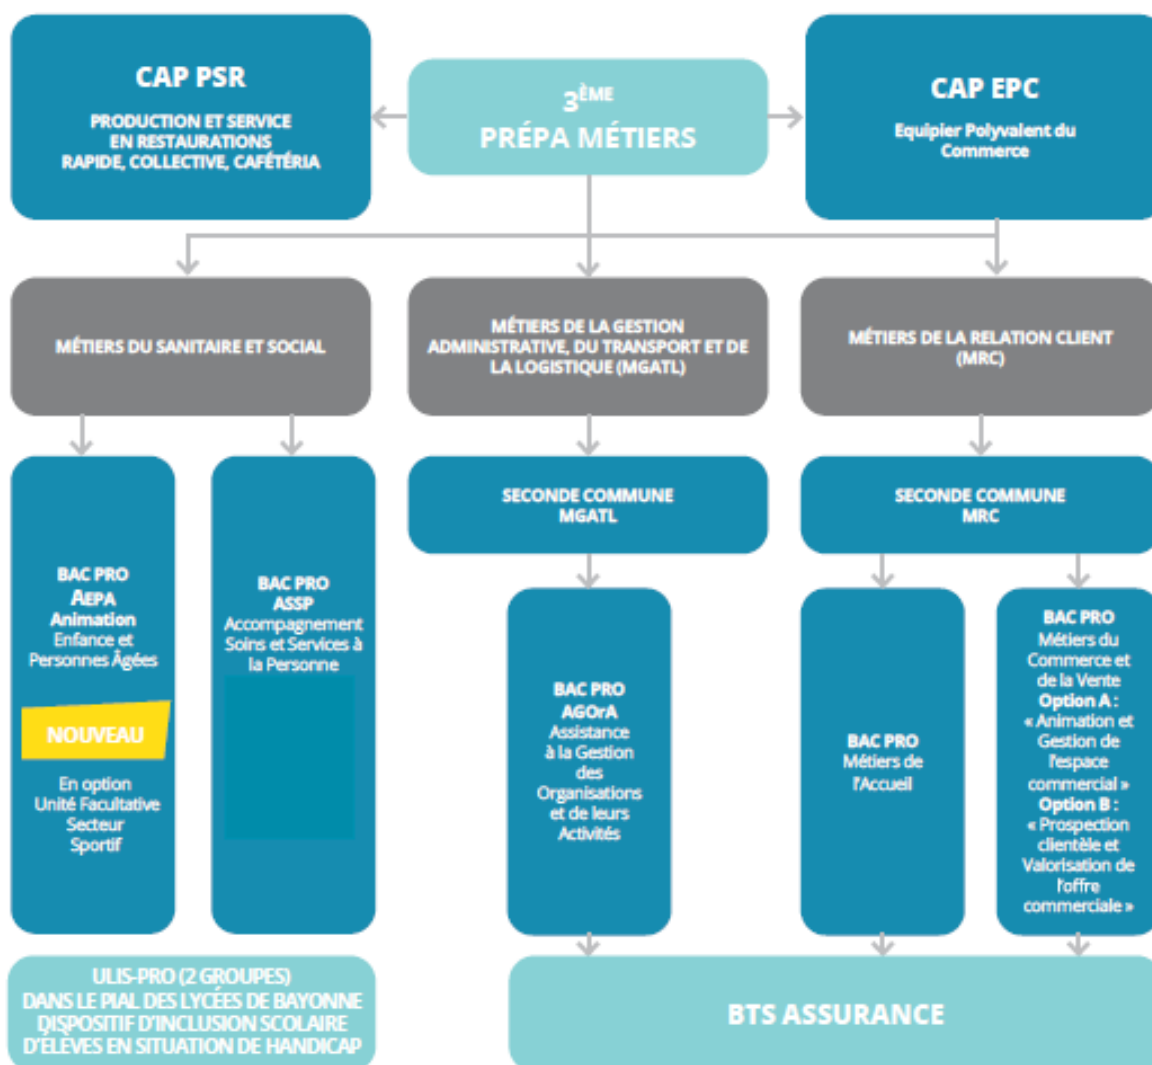 CAP PSR
PRODUCTION ET SERVICE
EN RESTAURATIONS
RAPIDE, COLLECTIVE, CAFÉTÉRIA
3ÈME
PRÉPA MÉTIERS
CAP EPC
Equipier Polyvalent du
Commerce
MÉTIERS DU SANITAIRE ET SOCIAL
MÉTIERS DE LA GESTION
ADMINISTRATIVE, DU TRANSPORT ET DE
LA LOGISTIQUE (MGATL)
MÉTIERS DE LA RELATION CLIENT
(MRC)
SECONDE COMMUNE
MGATL
SECONDE COMMUNE
MRC
BAC PRO
AEPA
Animation
Enfance et
Personnes Âgées
NOUVEAU
En option
Unité Facultative
Secteur
Sportif
BAC PRO
ASSP
Accompagnement
Soins et Services à
la Personne
BAC PRO
AGOrA
Assistance
à la Gestion
des
Organisations
et de leurs
Activités
BAC PRO
Métiers de
l'Accueil
BAC PRO
Métiers du
Commerce et
de la Vente
Option A :
« Animation et
Gestion de
l'espace
commercial »
Option B :
« Prospection
clientèle et
Valorisation de
l'offre
commerciale »
ULIS-PRO (2 GROUPES)
DANS LE PIAL DES LYCÉES DE BAYONNE
DISPOSITIF D'INCLUSION SCOLAIRE
D'ÉLÈVES EN SITUATION DE HANDICAP
BTS ASSURANCE